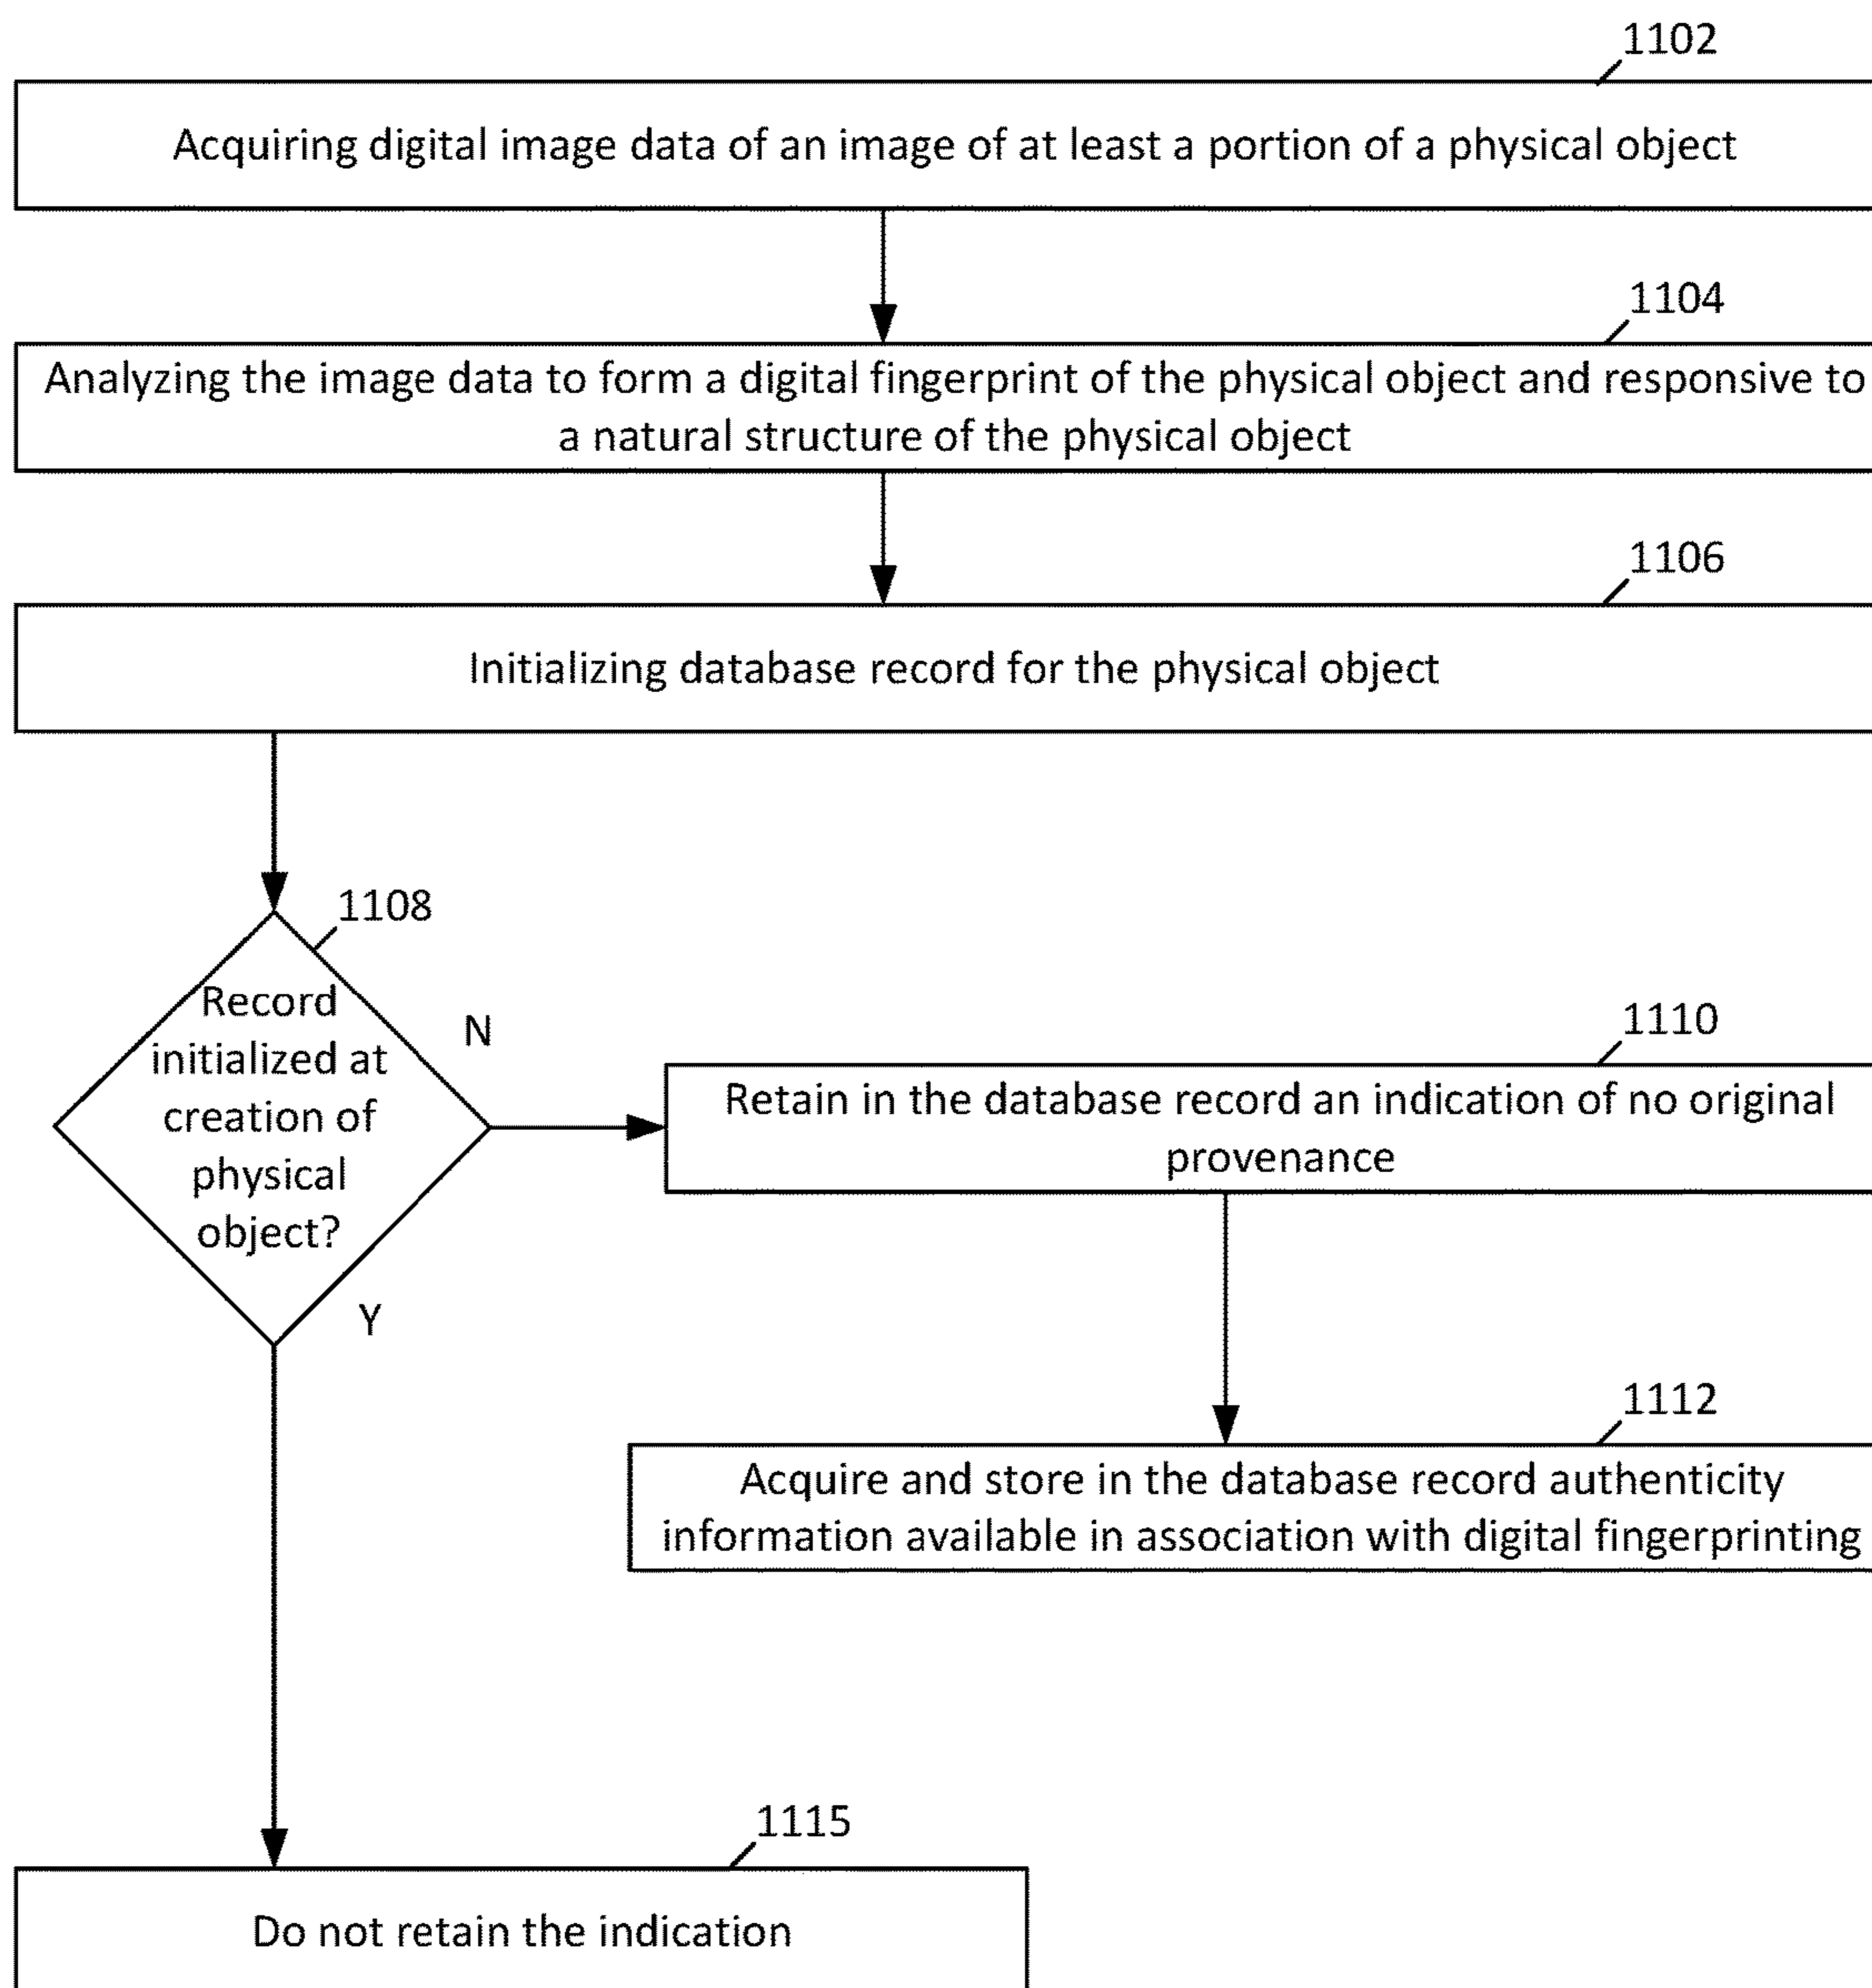 1102
Acquiring digital image data of an image of at least a portion of a physical object
1104
Analyzing the image data to form a digital fingerprint of the physical object and responsive to
a natural structure of the physical object
1106
Initializing database record for the physical object
1108
Record
initialized at
creation of
physical
object?
N
1110
Retain in the database record an indication of no original
provenance
Y
1112
Acquire and store in the database record authenticity
information available in association with digital fingerprinting
1115
Do not retain the indication